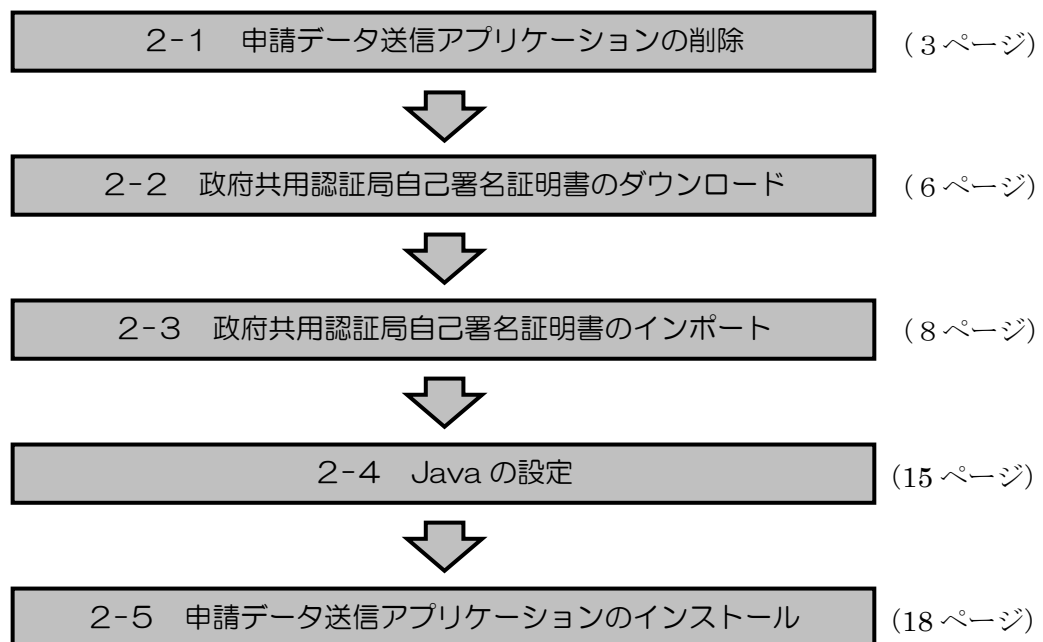 2-1　申請データ送信アプリケーションの削除　(3ページ)
2-2　政府共用認証局自己署名証明書のダウンロード　(6ページ)
2-3　政府共用認証局自己署名証明書のインポート　(8ページ)
2-4　Javaの設定　(15ページ)
2-5　申請データ送信アプリケーションのインストール　(18ページ)